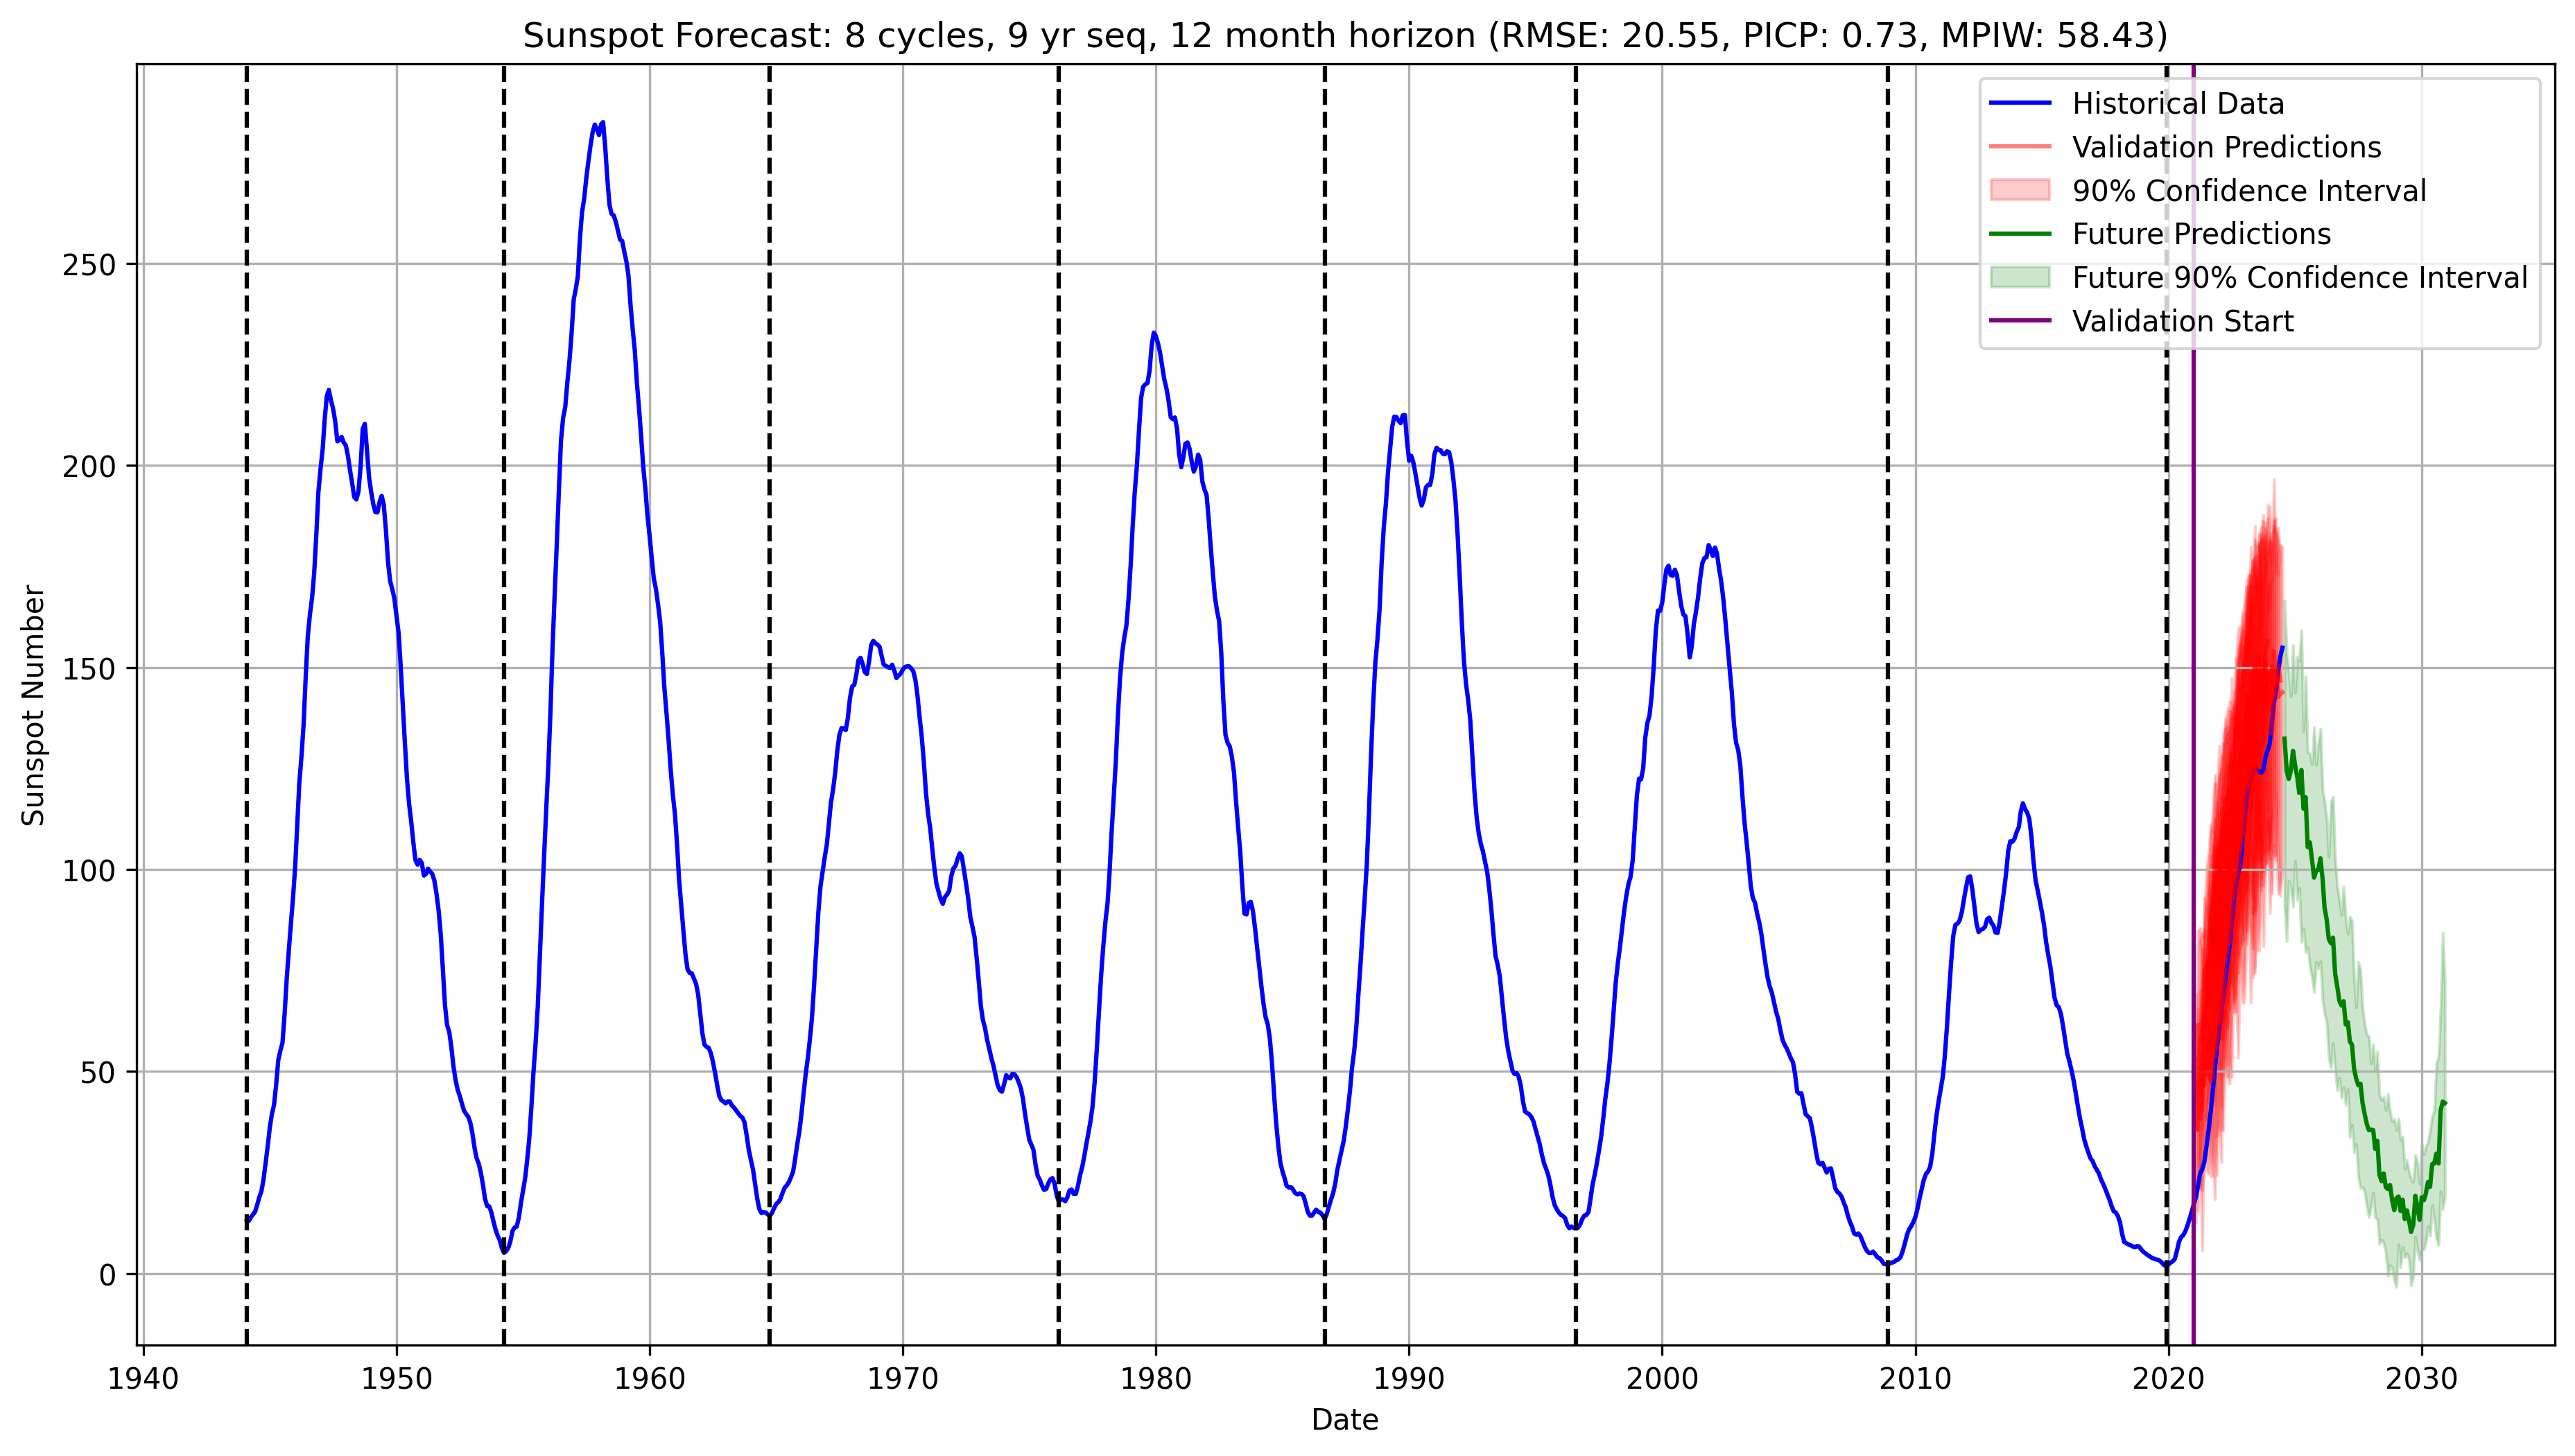 Sunspot Forecast: 8 cycles, 9 yr seq, 12 month horizon (RMSE: 20.55, PICP: 0.73, MPIW: 58.43)
Historical Data
Validation Predictions
90% Confidence Interval
Future Predictions
Future 90% Confidence Interval
Validation Start
Sunspot Number
250
200
150
100
50
0
1940 1950 1960 1970 1980 1990 2000 2010 2020 2030
Date